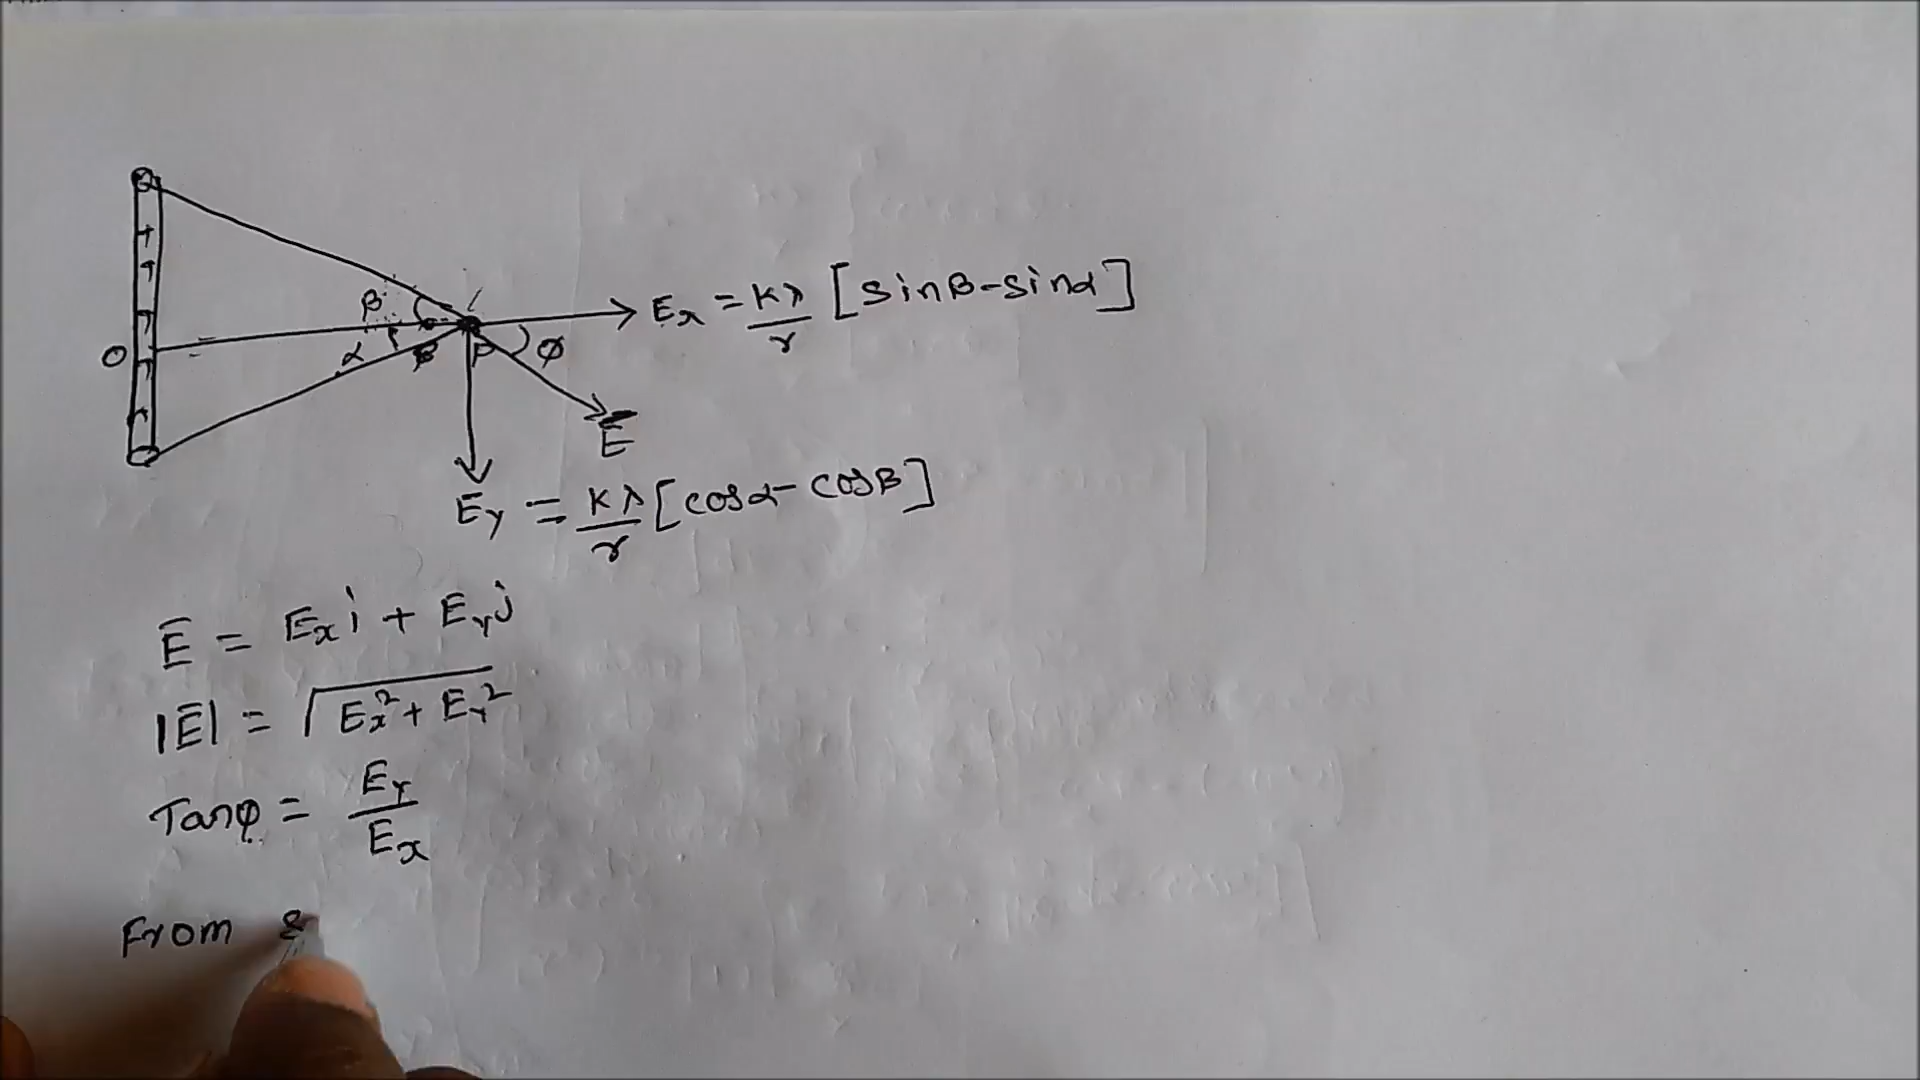 β
Ex = Kλ/r [sinβ-sinα]
O α P Ø
E̅
EY = Kλ/r [cosα- cosβ]
E̅ = Exi + EYj
|E̅| = √Ex²+ EY²
Tanφ = EY/Ex
From